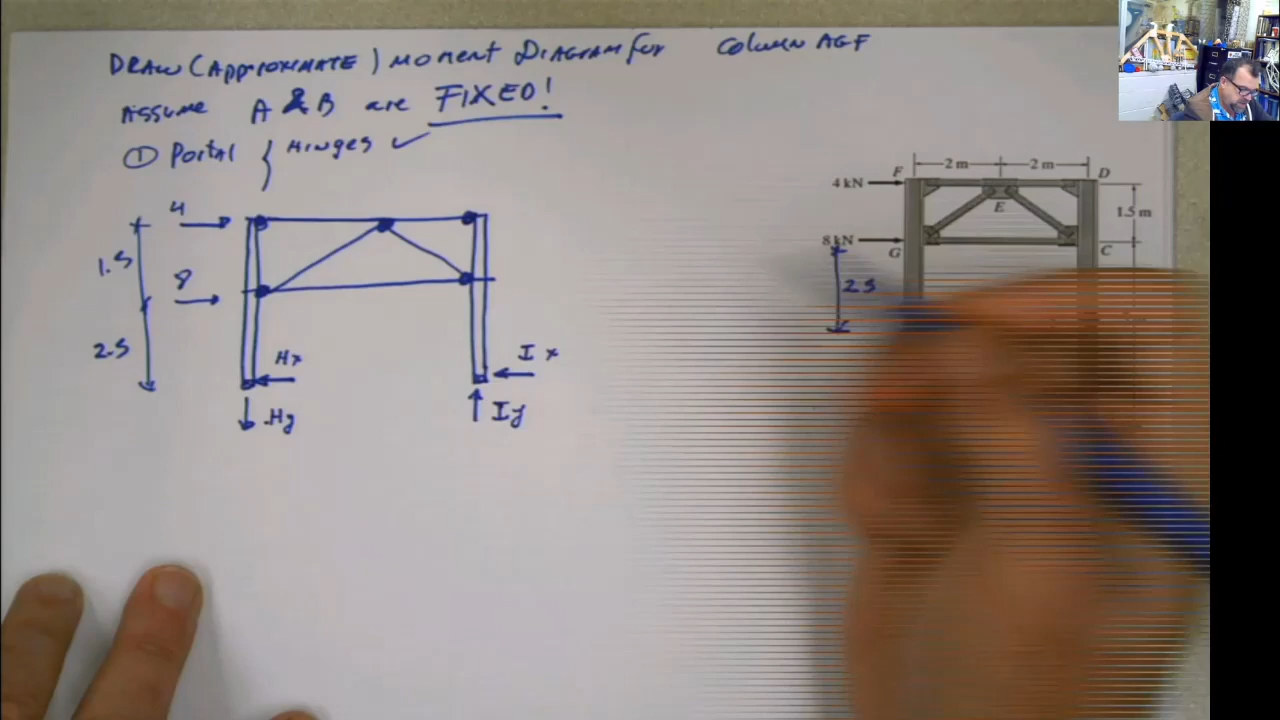 DRAW (APPROXIMATE) MOMENT DIAGRAM for COLUMN AGF
ASSUME A & B are FIXED!
① Portal } Hinges ✓
4
1.5
8
2.5
Hx
Ix
Hy
Iy
2 m 2 m
F D
4 kN
E
1.5 m
8 kN
G C
2.5